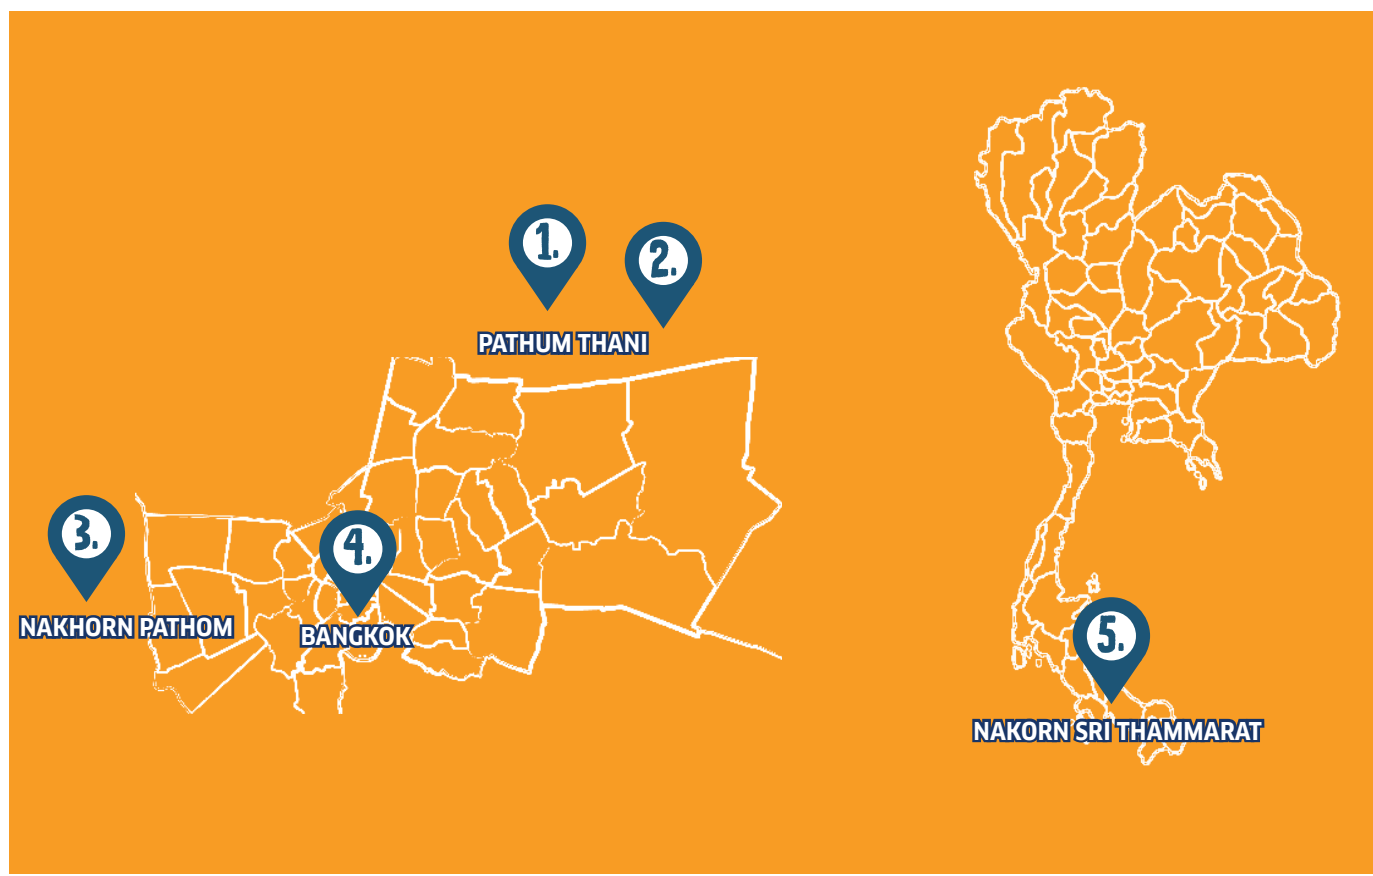 1.
2.
PATHUM THANI
3.
NAKHORN PATHOM
4.
BANGKOK
5.
NAKORN SRI THAMMARAT